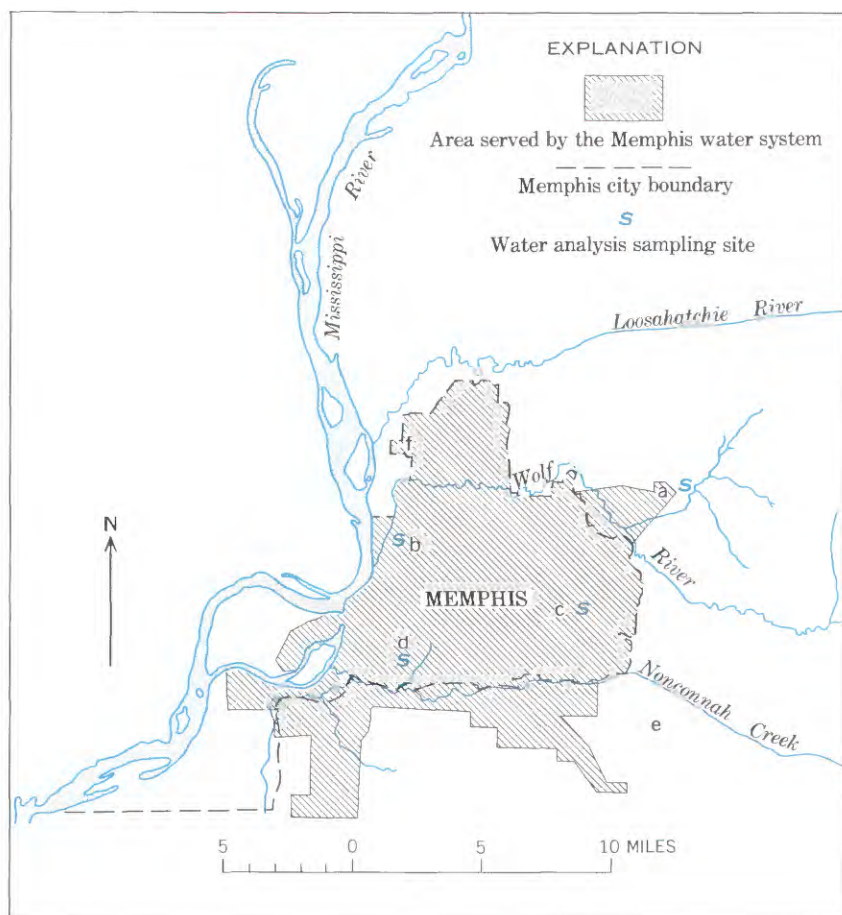 EXPLANATION
Area served by the Memphis water system
Memphis city boundary
S
Water analysis sampling site
Mississippi River
Loosahatchie River
f
Wolf River
a
S
N
S b
MEMPHIS
c S
d
S
Nonconnah Creek
e
5 0 5 10 MILES